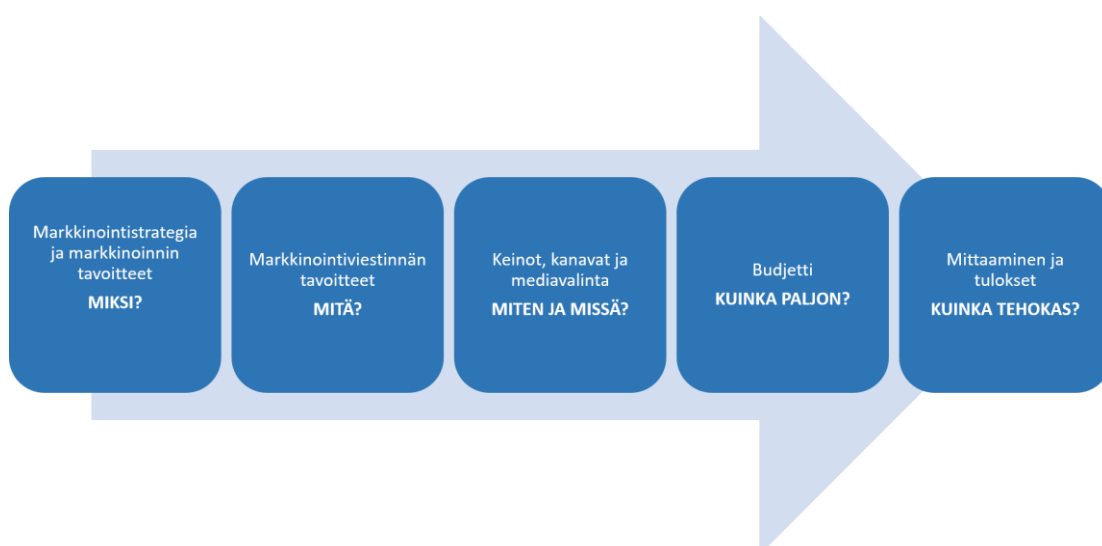 Markkinointistrategia
ja markkinoinnin
tavoitteet
MIKSI?
Markkinointiviestinnän
tavoitteet
MITÄ?
Keinot, kanavat ja
mediavalinta
MITEN JA MISSÄ?
Budjetti
KUINKA PALJON?
Mittaaminen ja
tulokset
KUINKA TEHOKAS?